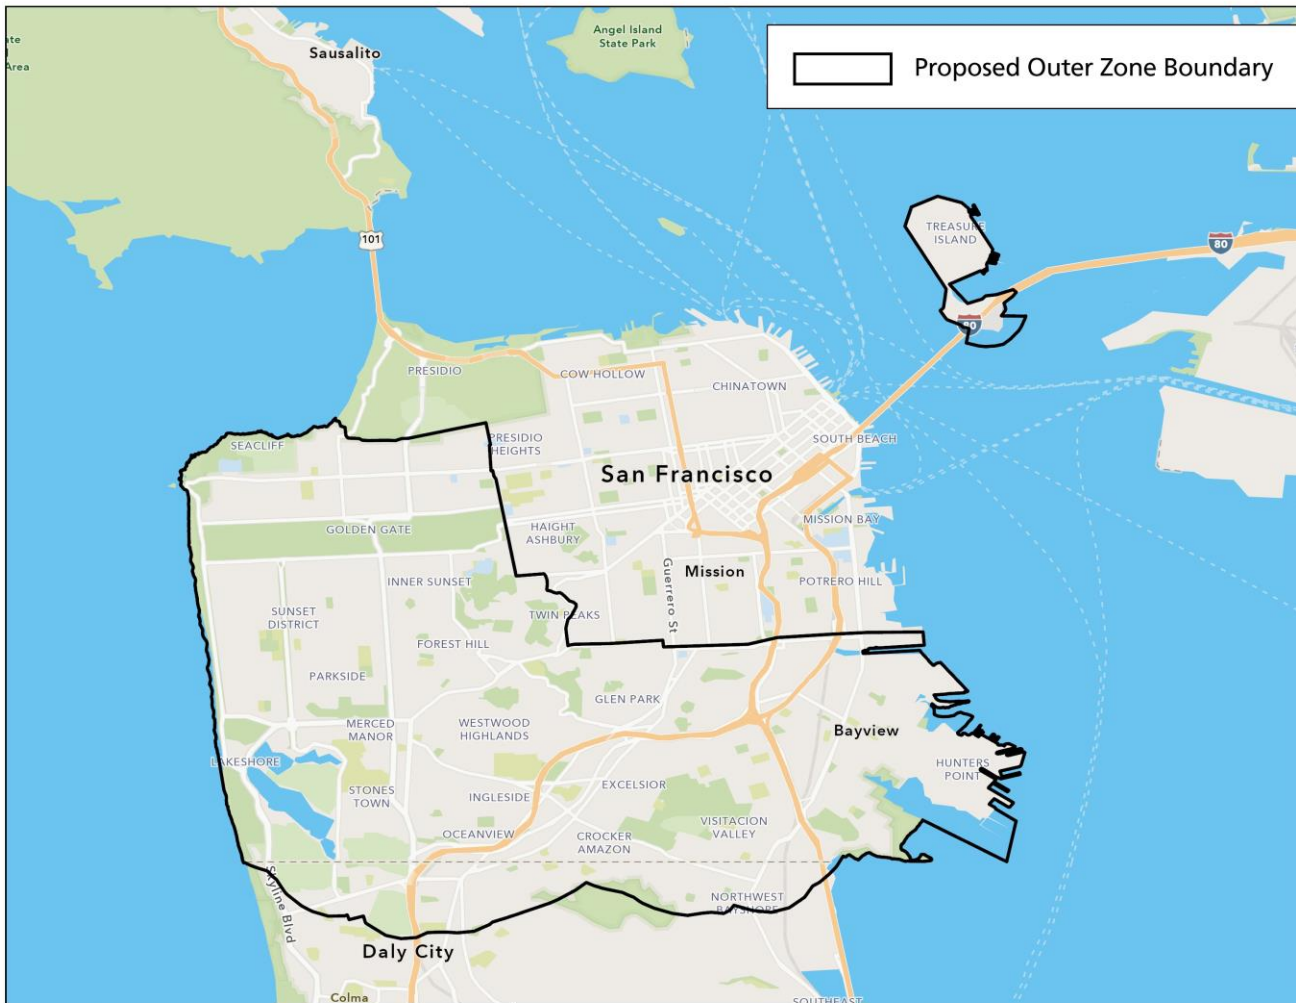 Angel Island
State Park
Sausalito
ate
Area
Proposed Outer Zone Boundary
101
TREASURE
ISLAND
80
80
PRESIDIO
COW HOLLOW
CHINATOWN
SEACLIFF
PRESIDIO
HEIGHTS
SOUTH BEACH
San Francisco
GOLDEN GATE
HAIGHT
ASHBURY
MISSION BAY
Guerrero St
Mission
INNER SUNSET
POTRERO HILL
SUNSET
DISTRICT
TWIN PEAKS
FOREST HILL
PARKSIDE
GLEN PARK
MERCED
MANOR
WESTWOOD
HIGHLANDS
Bayview
LAKESHORE
HUNTERS
POINT
STONES
TOWN
INGLESIDE
EXCELSIOR
OCEANVIEW
CROCKER
AMAZON
VISITACION
VALLEY
Skyline Blvd
NORTHWEST
BAYSHORE
Daly City
Colma
SOUTHEAST